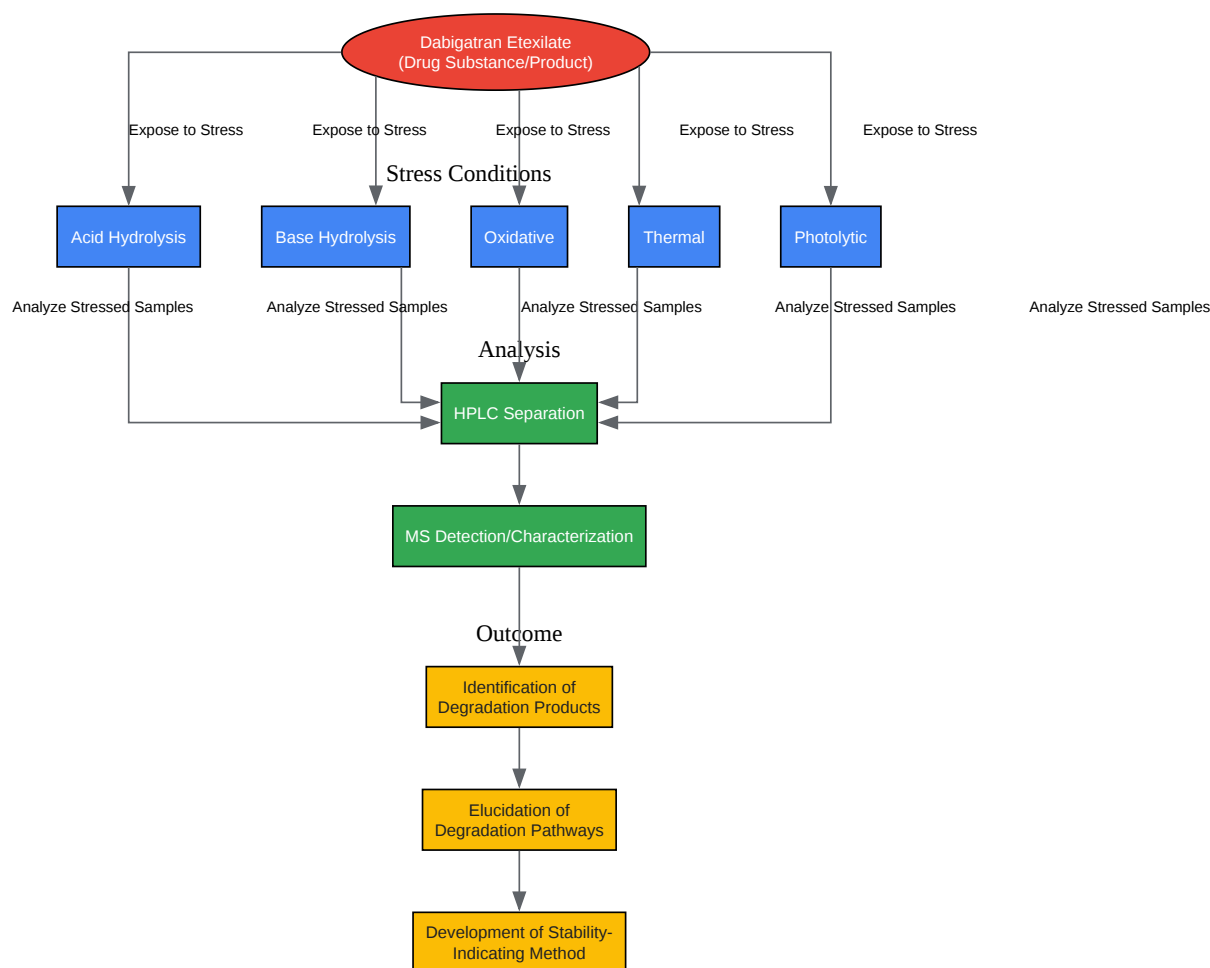 Dabigatran Etexilate
(Drug Substance/Product)
Expose to Stress
Expose to Stress
Expose to Stress
Expose to Stress
Expose to Stress
Stress Conditions
Acid Hydrolysis
Base Hydrolysis
Oxidative
Thermal
Photolytic
Analyze Stressed Samples
Analyze Stressed Samples
Analyze Stressed Samples
Analyze Stressed Samples
Analyze Stressed Samples
Analysis
HPLC Separation
MS Detection/Characterization
Outcome
Identification of
Degradation Products
Elucidation of
Degradation Pathways
Development of Stability-
Indicating Method